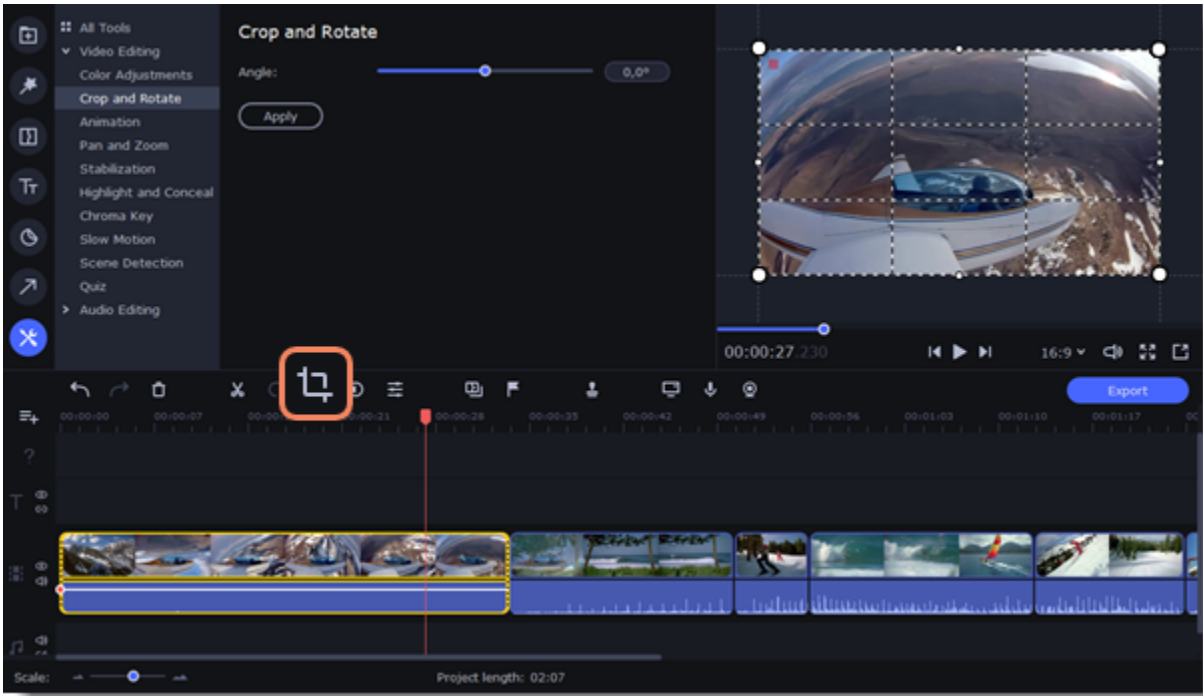 All Tools
Video Editing
Color Adjustments
Crop and Rotate
Animation
Pan and Zoom
Stabilization
Highlight and Conceal
Chroma Key
Slow Motion
Scene Detection
Quiz
Audio Editing
Crop and Rotate
Angle:
0,0°
Apply
00:00:27.230
16:9
Export
00:00:00 00:00:07 00:00:21 00:00:28 00:00:35 00:00:42 00:00:49 00:00:56 00:01:03 00:01:10 00:01:17
Scale:
Project length: 02:07